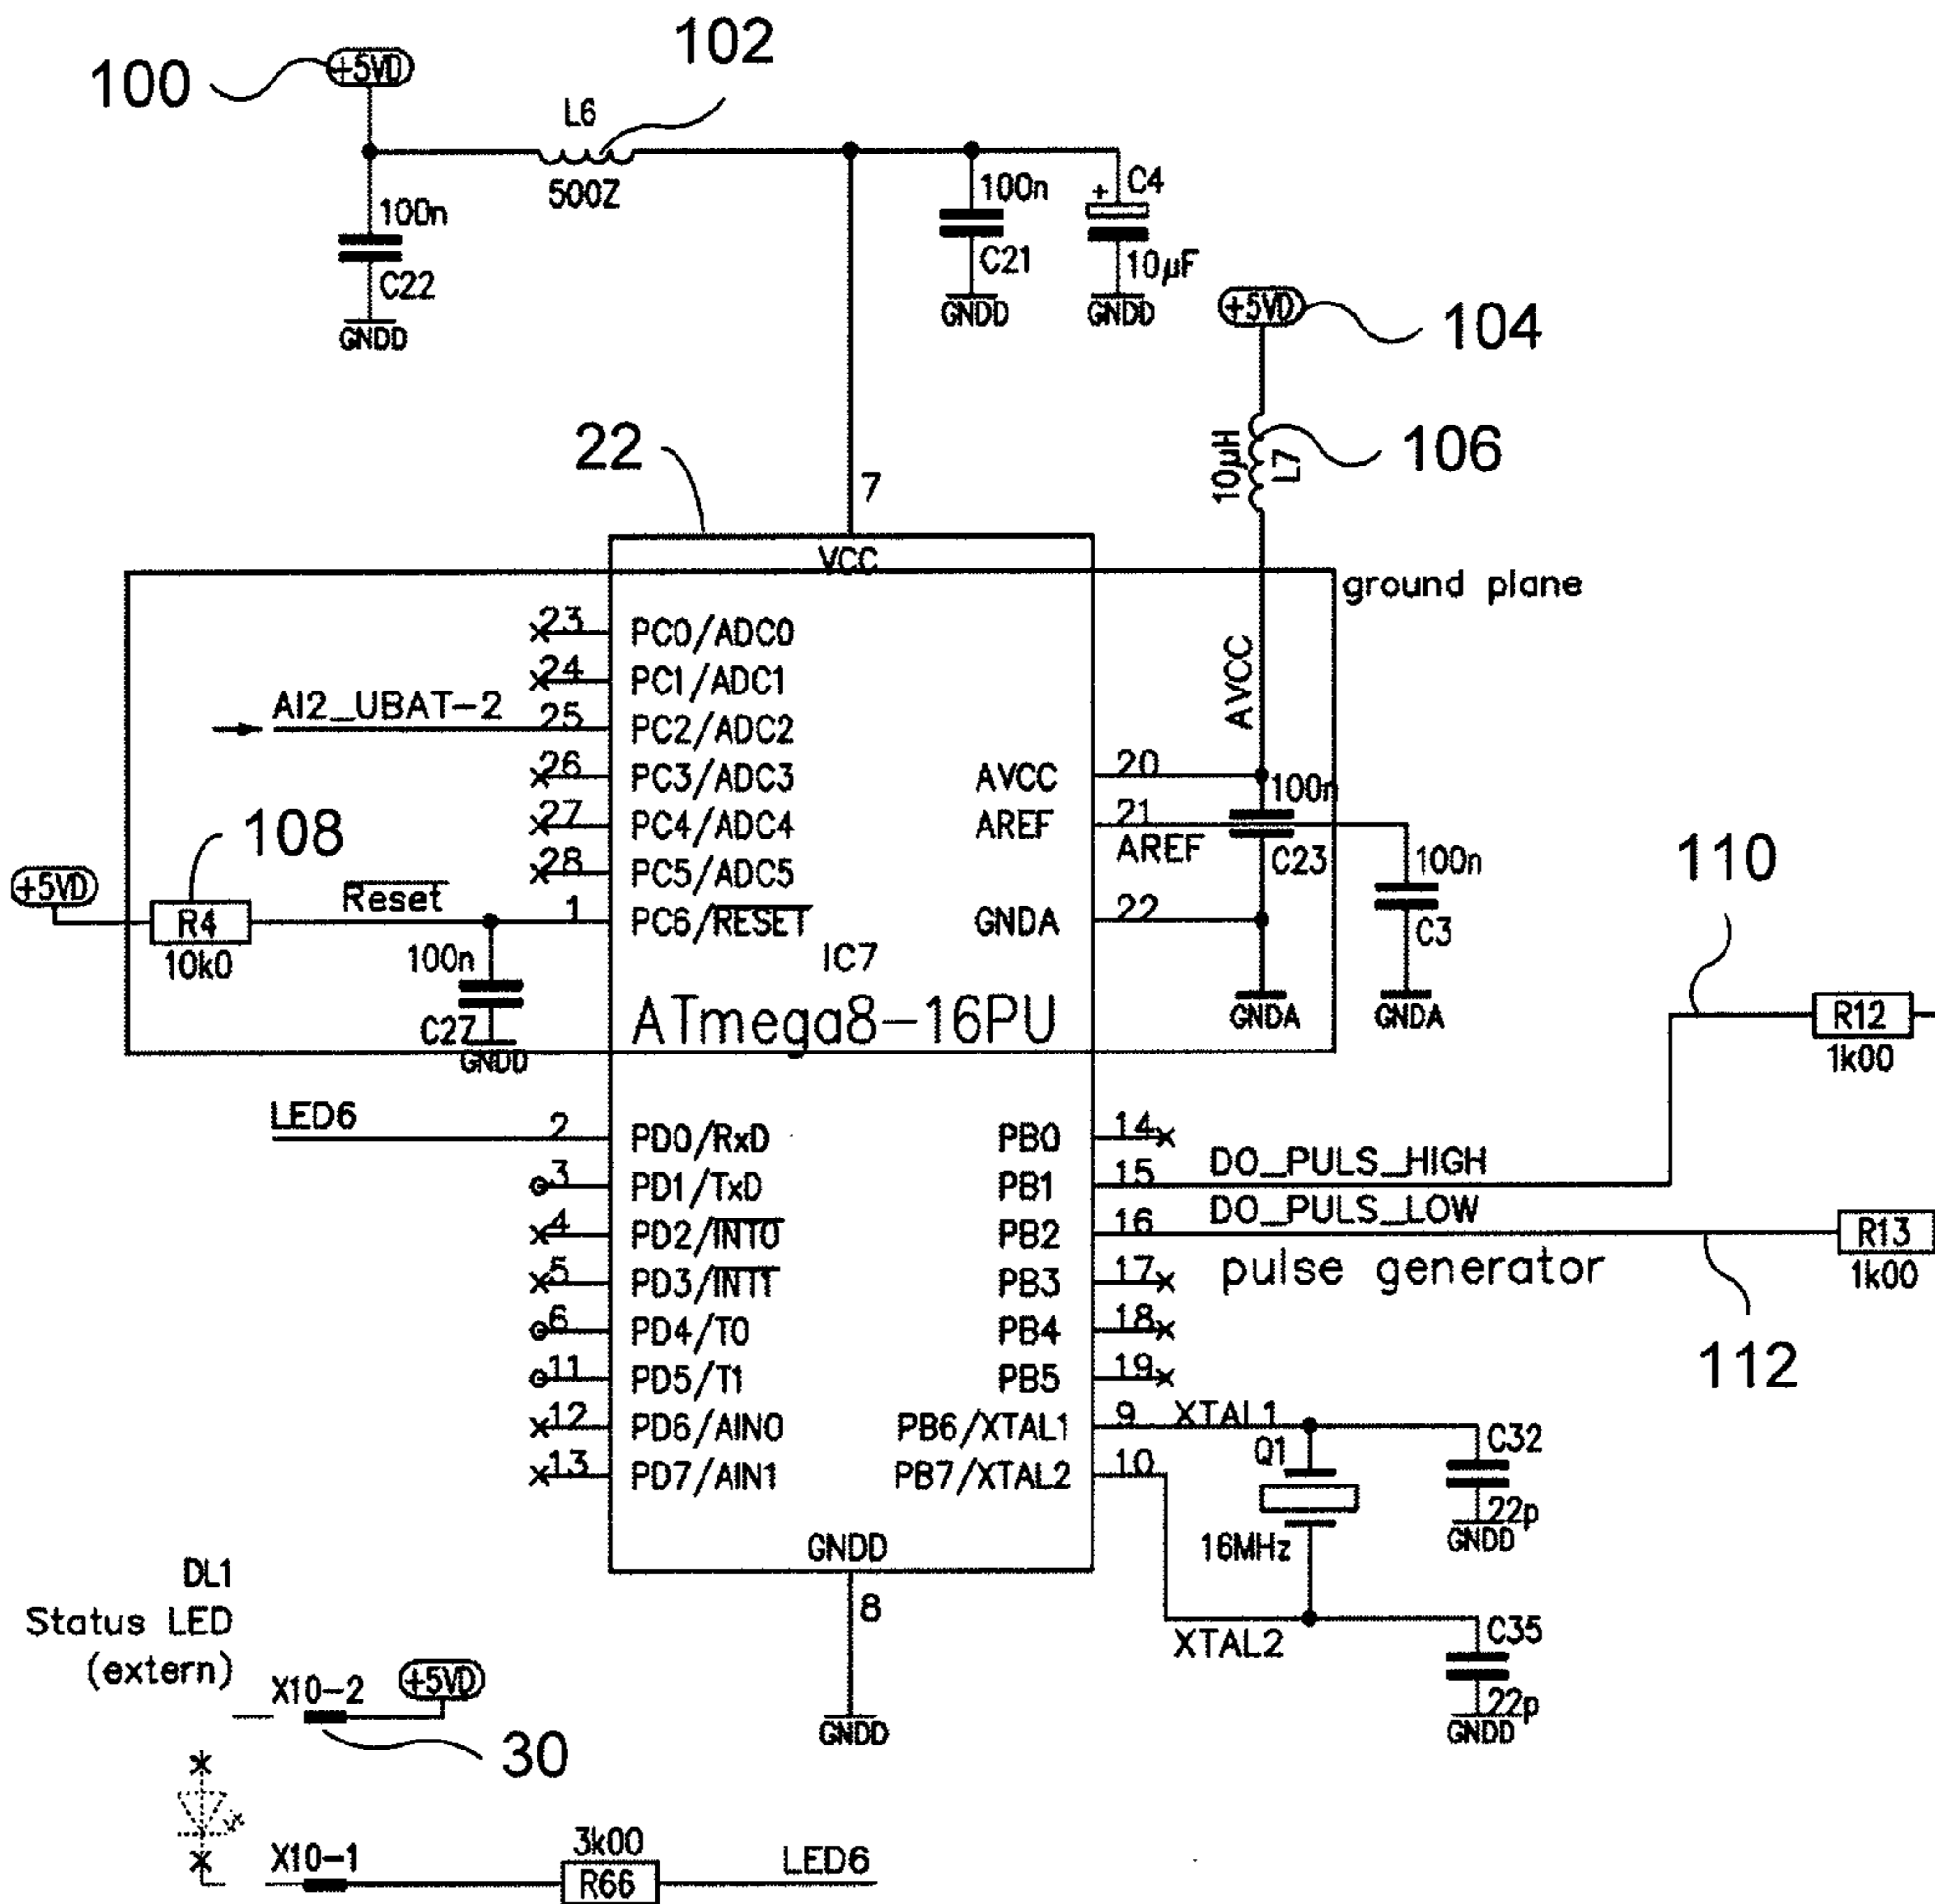 102
100
+5VD
L6
500Z
100n
C22
GNDD
100n
C21
GNDD
+
C4
10µF
GNDD
+5VD
104
10µH
L7
106
22
7
VCC
ground plane
AVCC
23
PC0/ADC0
24
PC1/ADC1
AI2_UBAT-2
25
PC2/ADC2
26
PC3/ADC3
AVCC
20
100n
27
PC4/ADC4
AREF
21
AREF
C23
28
PC5/ADC5
100n
C3
108
+5VD
R4
10k0
Reset
1
PC6/RESET
GNDA
22
IC7
100n
C27
GNDD
ATmega8-16PU
GNDA
GNDA
110
R12
1k00
LED6
2
PD0/RxD
PB0
14
3
PD1/TxD
PB1
15
DO_PULS_HIGH
4
PD2/INT0
PB2
16
DO_PULS_LOW
R13
1k00
pulse generator
5
PD3/INT1
PB3
17
6
PD4/T0
PB4
18
112
11
PD5/T1
PB5
19
12
PD6/AIN0
PB6/XTAL1
9
XTAL1
13
PD7/AIN1
PB7/XTAL2
10
Q1
16MHz
C32
22p
GNDD
GNDD
8
XTAL2
C35
22p
GNDD
GNDD
DL1
Status LED
(extern)
X10-2
+5VD
30
X10-1
3k00
R66
LED6